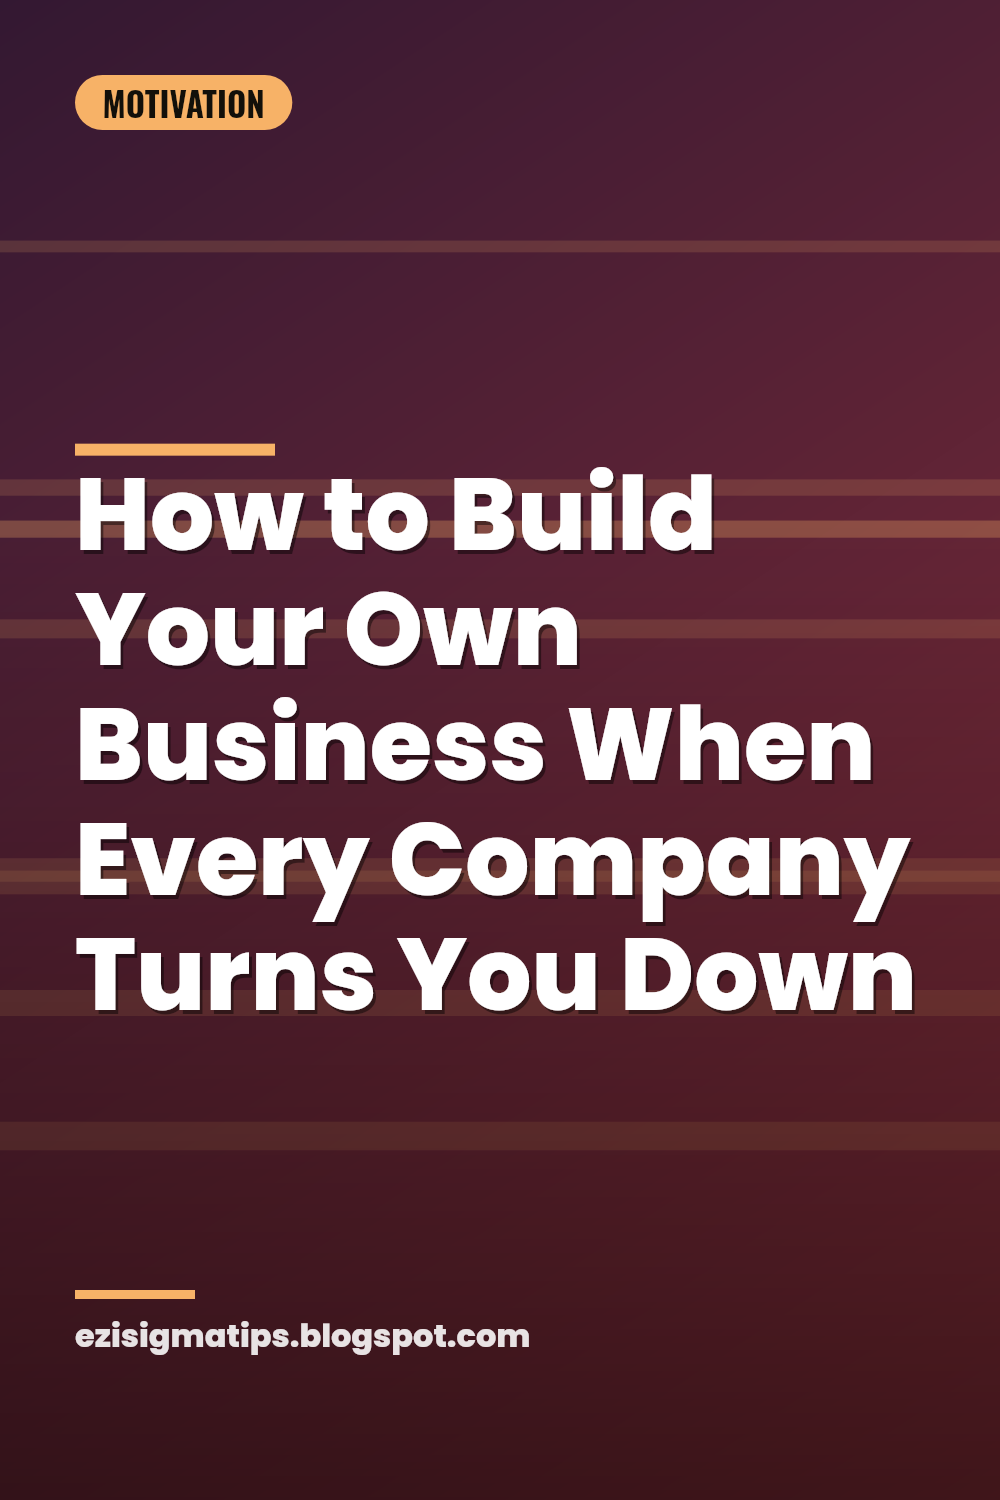 MOTIVATION
How to Build
Your Own
Business When
Every Company
Turns You Down
ezisigmatips.blogspot.com